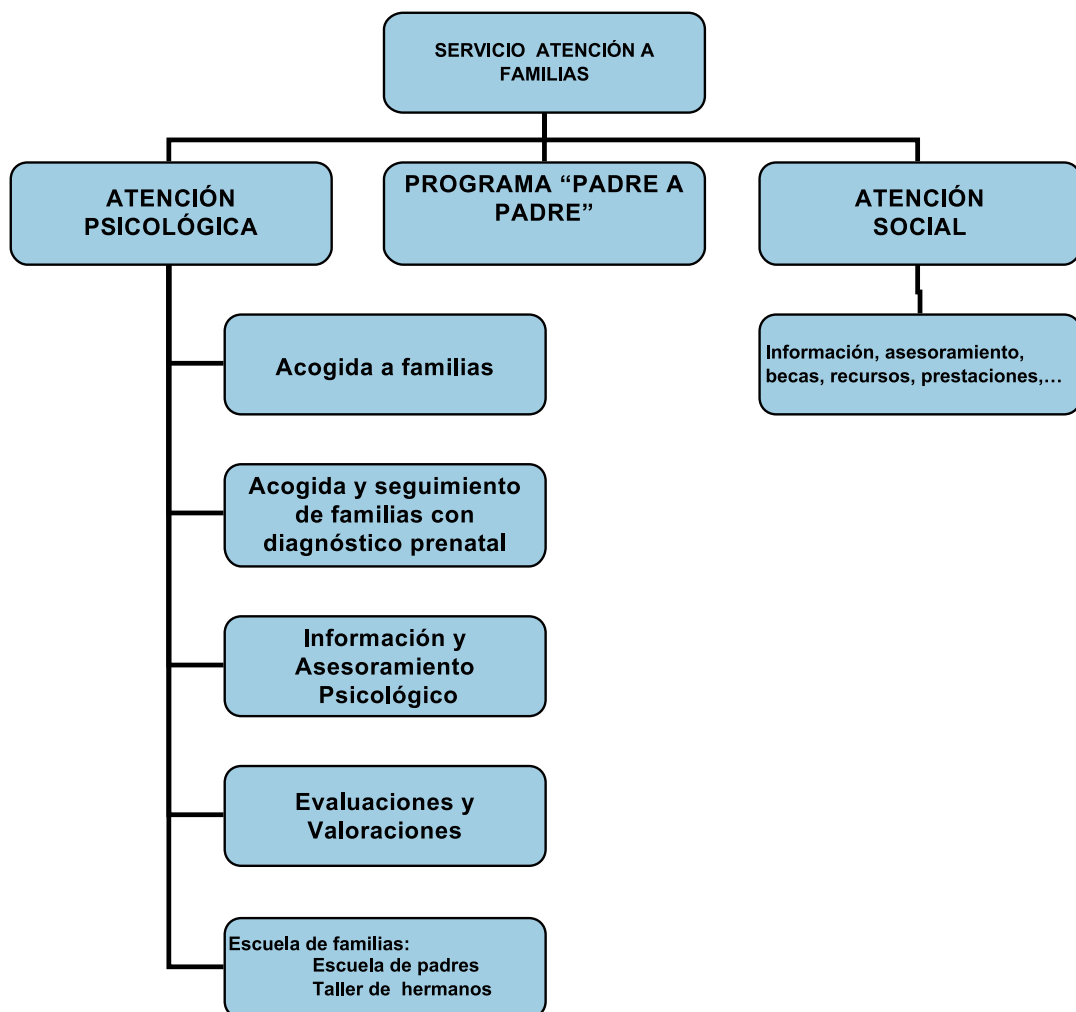 SERVICIO ATENCIÓN A
FAMILIAS
ATENCIÓN
PSICOLÓGICA
PROGRAMA “PADRE A
PADRE”
ATENCIÓN
SOCIAL
Acogida a familias
Información, asesoramiento,
becas, recursos, prestaciones,…
Acogida y seguimiento
de familias con
diagnóstico prenatal
Información y
Asesoramiento
Psicológico
Evaluaciones y
Valoraciones
Escuela de familias:
Escuela de padres
Taller de hermanos